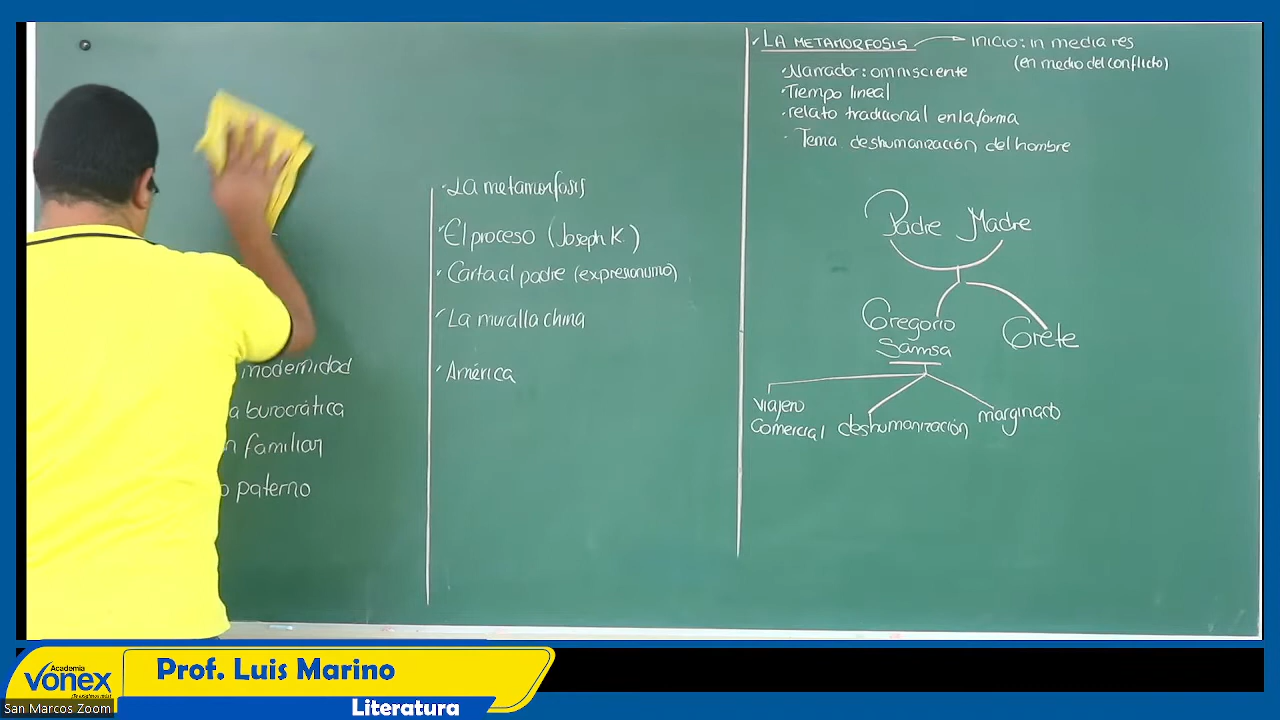 modernidad
a burocrática
n familiar
o paterno
· La metamorfosis
· El proceso (Joseph K.)
· Carta al padre (expresionismo)
· La muralla china
· América
· LA METAMORFOSIS → inicio: in media res
(en medio del conflicto)
· Narrador: omnisciente
· Tiempo lineal
· relato tradicional en la forma
· Tema deshumanización del hombre
Padre Madre
Gregorio
Samsa
Grete
viajero
Comercial
deshumanización
marginado
Academia
vonex
Prof. Luis Marino
Literatura
San Marcos Zoom